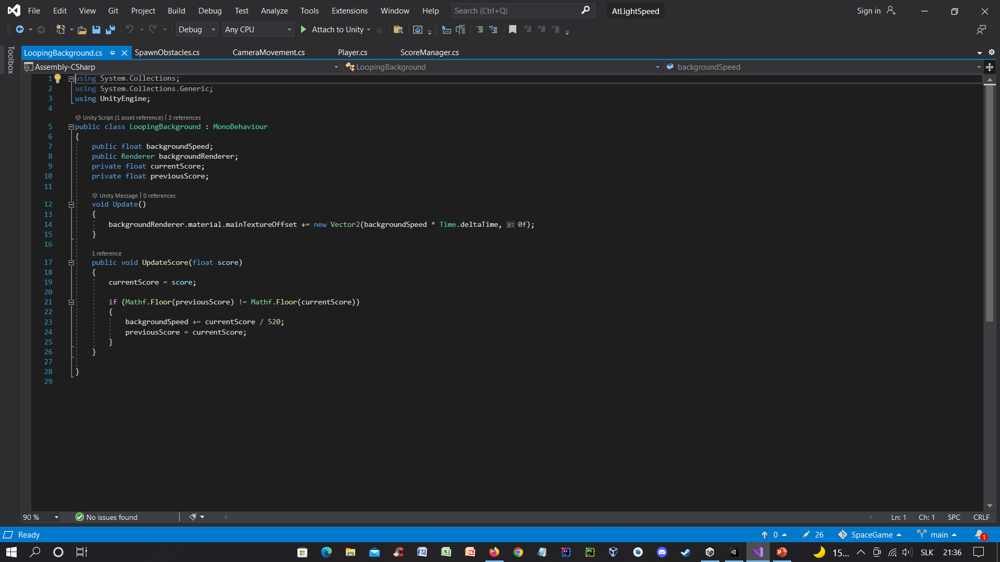 File Edit View Git Project Build Debug Test Analyze Tools Extensions Window Help Search (Ctrl+Q) AtLightSpeed Sign in
Debug Any CPU Attach to Unity
Toolbox
LoopingBackground.cs SpawnObstacles.cs CameraMovement.cs Player.cs ScoreManager.cs
Assembly-CSharp LoopingBackground backgroundSpeed
1 using System.Collections;
2 using System.Collections.Generic;
3 using UnityEngine;
4
Unity Script (1 asset reference) | 2 references
5 public class LoopingBackground : MonoBehaviour
6 {
7 public float backgroundSpeed;
8 public Renderer backgroundRenderer;
9 private float currentScore;
10 private float previousScore;
11
Unity Message | 0 references
12 void Update()
13 {
14 backgroundRenderer.material.mainTextureOffset += new Vector2(backgroundSpeed * Time.deltaTime, y: 0f);
15 }
16
1 reference
17 public void UpdateScore(float score)
18 {
19 currentScore = score;
20
21 if (Mathf.Floor(previousScore) != Mathf.Floor(currentScore))
22 {
23 backgroundSpeed += currentScore / 520;
24 previousScore = currentScore;
25 }
26 }
27
28 }
29
90 % No issues found Ln: 1 Ch: 1 SPC CRLF
Ready 0 26 SpaceGame main 1
15... SLK 21:36